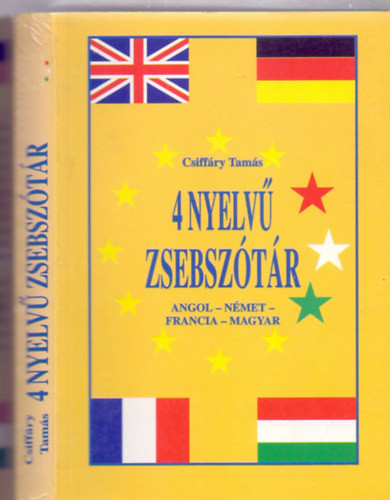 Csiffáry Tamás
4 NYELVŰ
ZSEBSZÓTÁR
ANGOL – NÉMET –
FRANCIA – MAGYAR
Csiffáry
Tamás
4 NYELVŰ ZSEBSZÓTÁR